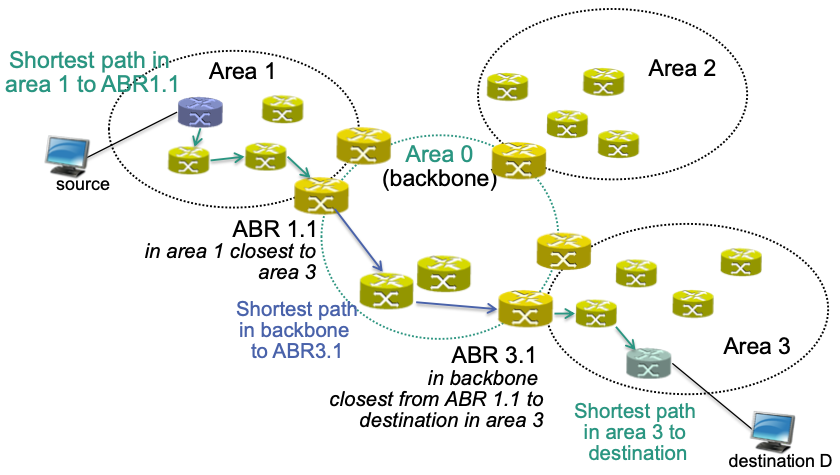 Shortest path in
area 1 to ABR1.1
Area 1
Area 2
source
Area 0
(backbone)
ABR 1.1
in area 1 closest to
area 3
Shortest path
in backbone
to ABR3.1
ABR 3.1
in backbone
closest from ABR 1.1 to
destination in area 3
Area 3
Shortest path
in area 3 to
destination
destination D